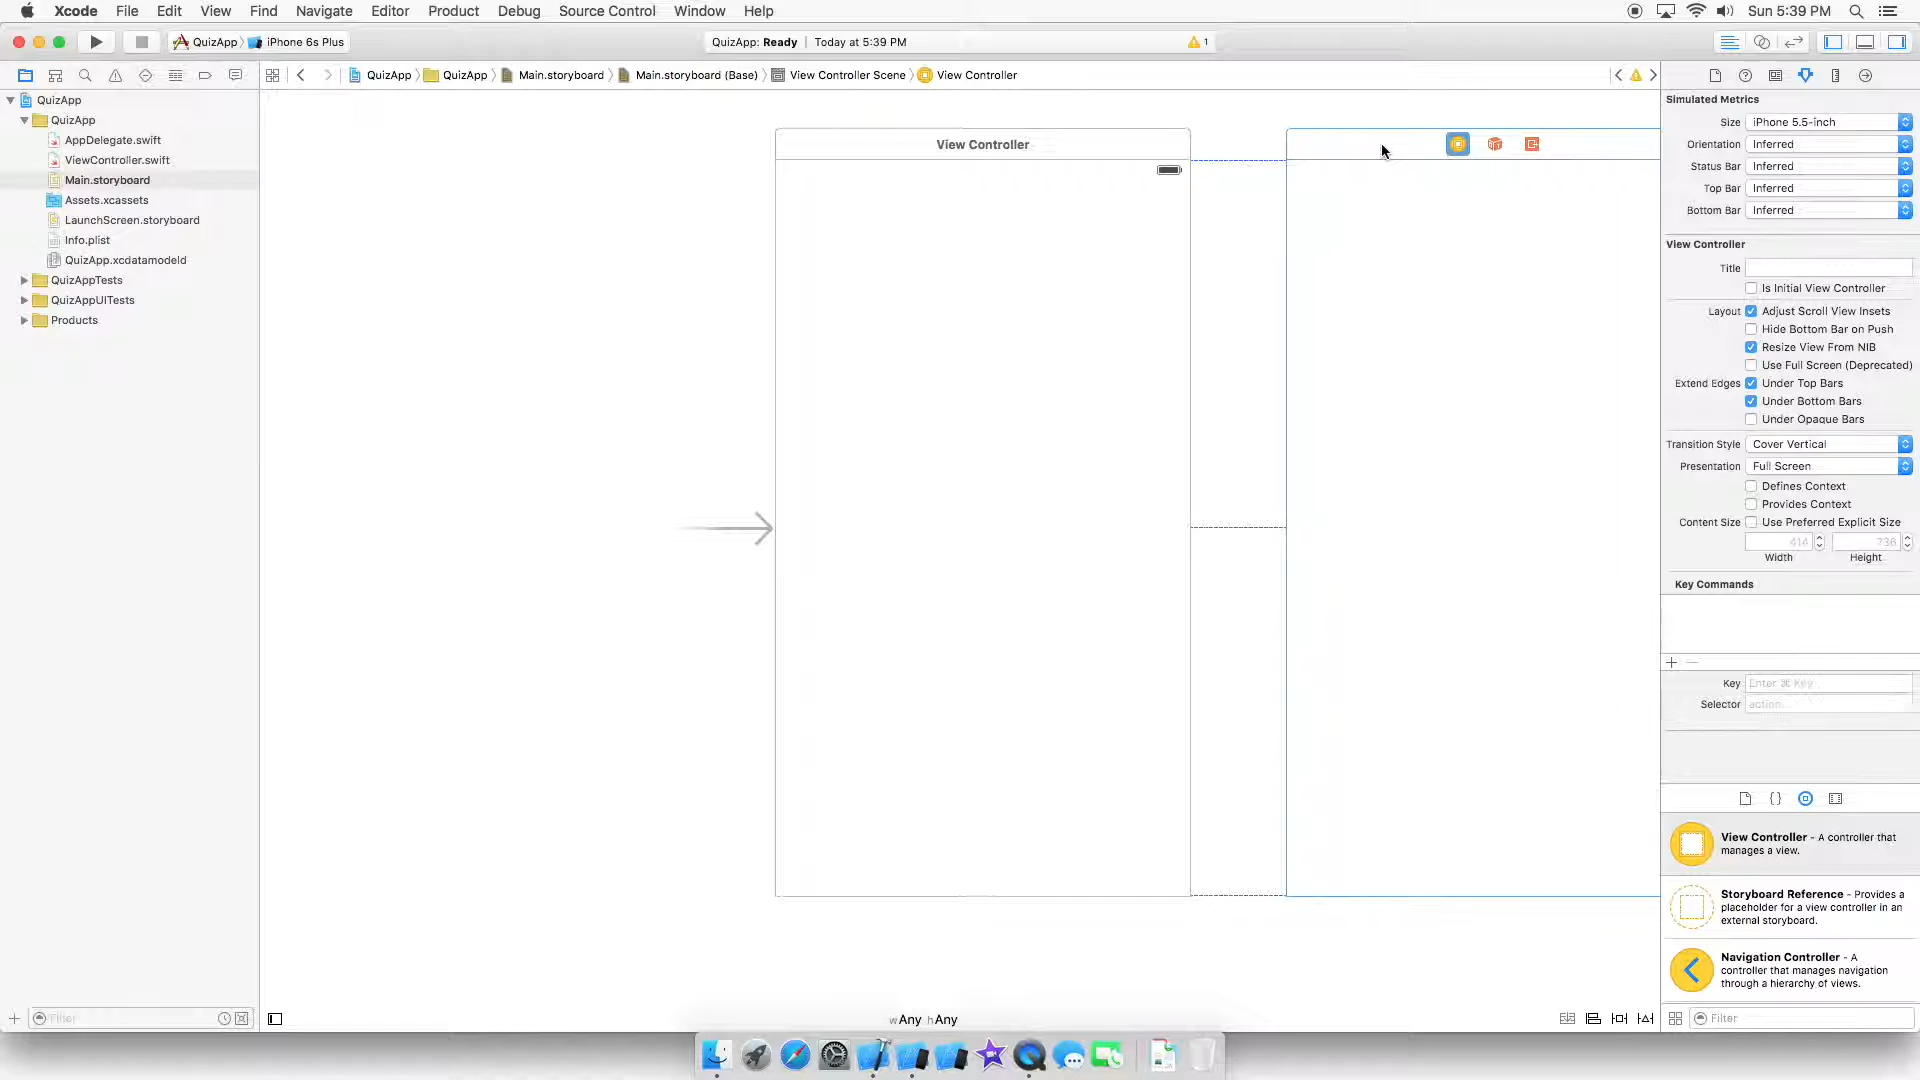 Xcode File Edit View Find Navigate Editor Product Debug Source Control Window Help Sun 5:39 PM
QuizApp iPhone 6s Plus QuizApp: Ready Today at 5:39 PM 1
QuizApp QuizApp Main.storyboard Main.storyboard (Base) View Controller Scene View Controller
QuizApp
QuizApp
AppDelegate.swift
ViewController.swift
Main.storyboard
Assets.xcassets
LaunchScreen.storyboard
Info.plist
QuizApp.xcdatamodeld
QuizAppTests
QuizAppUITests
Products
Filter
View Controller
wAny hAny
Simulated Metrics
Size iPhone 5.5-inch
Orientation Inferred
Status Bar Inferred
Top Bar Inferred
Bottom Bar Inferred
View Controller
Title
Is Initial View Controller
Layout Adjust Scroll View Insets
Hide Bottom Bar on Push
Resize View From NIB
Use Full Screen (Deprecated)
Extend Edges Under Top Bars
Under Bottom Bars
Under Opaque Bars
Transition Style Cover Vertical
Presentation Full Screen
Defines Context
Provides Context
Content Size Use Preferred Explicit Size
414 736
Width Height
Key Commands
Key Enter ⌘ Key
Selector action...
View Controller - A controller that
manages a view.
Storyboard Reference - Provides a
placeholder for a view controller in an
external storyboard.
Navigation Controller - A
controller that manages navigation
through a hierarchy of views.
Filter